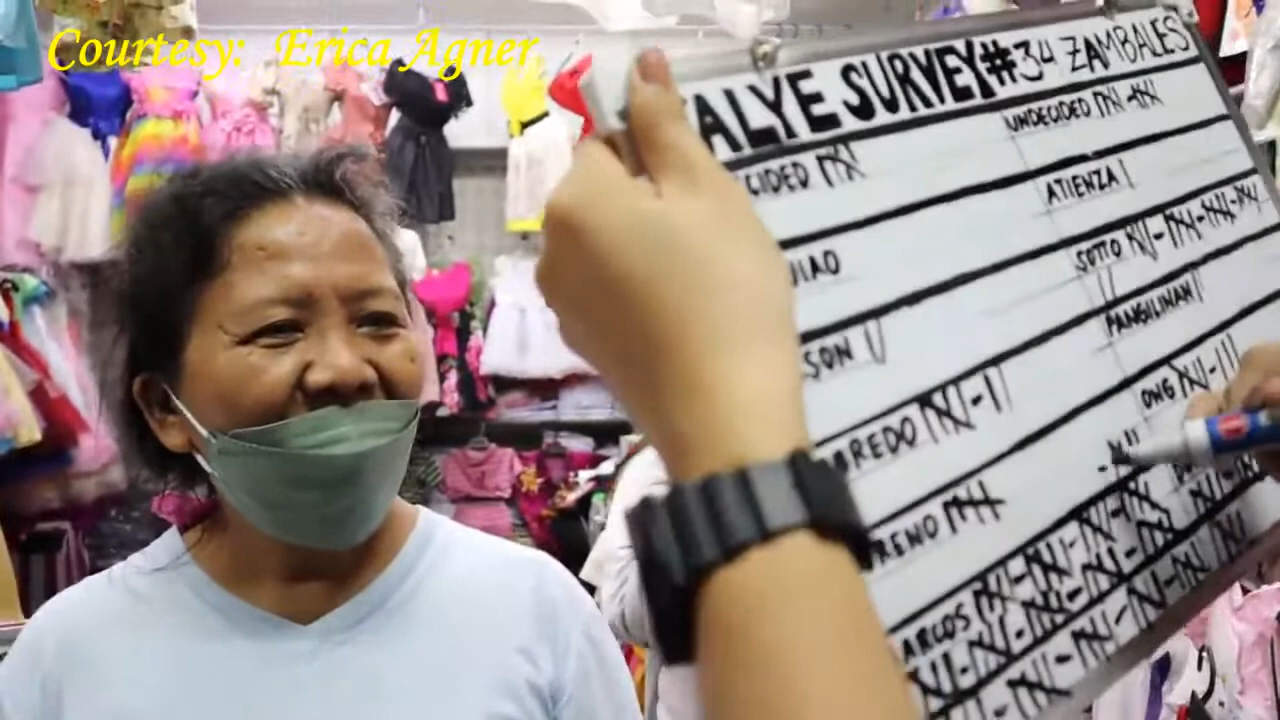 Courtesy: Erica Agner
ALYE SURVEY #34 ZAMBALES
CIDED
UNDECIDED
ATIENZA
IAO
SOTTO
SON
PANGILINAN
REDO
ONG
RENO
ARCOS